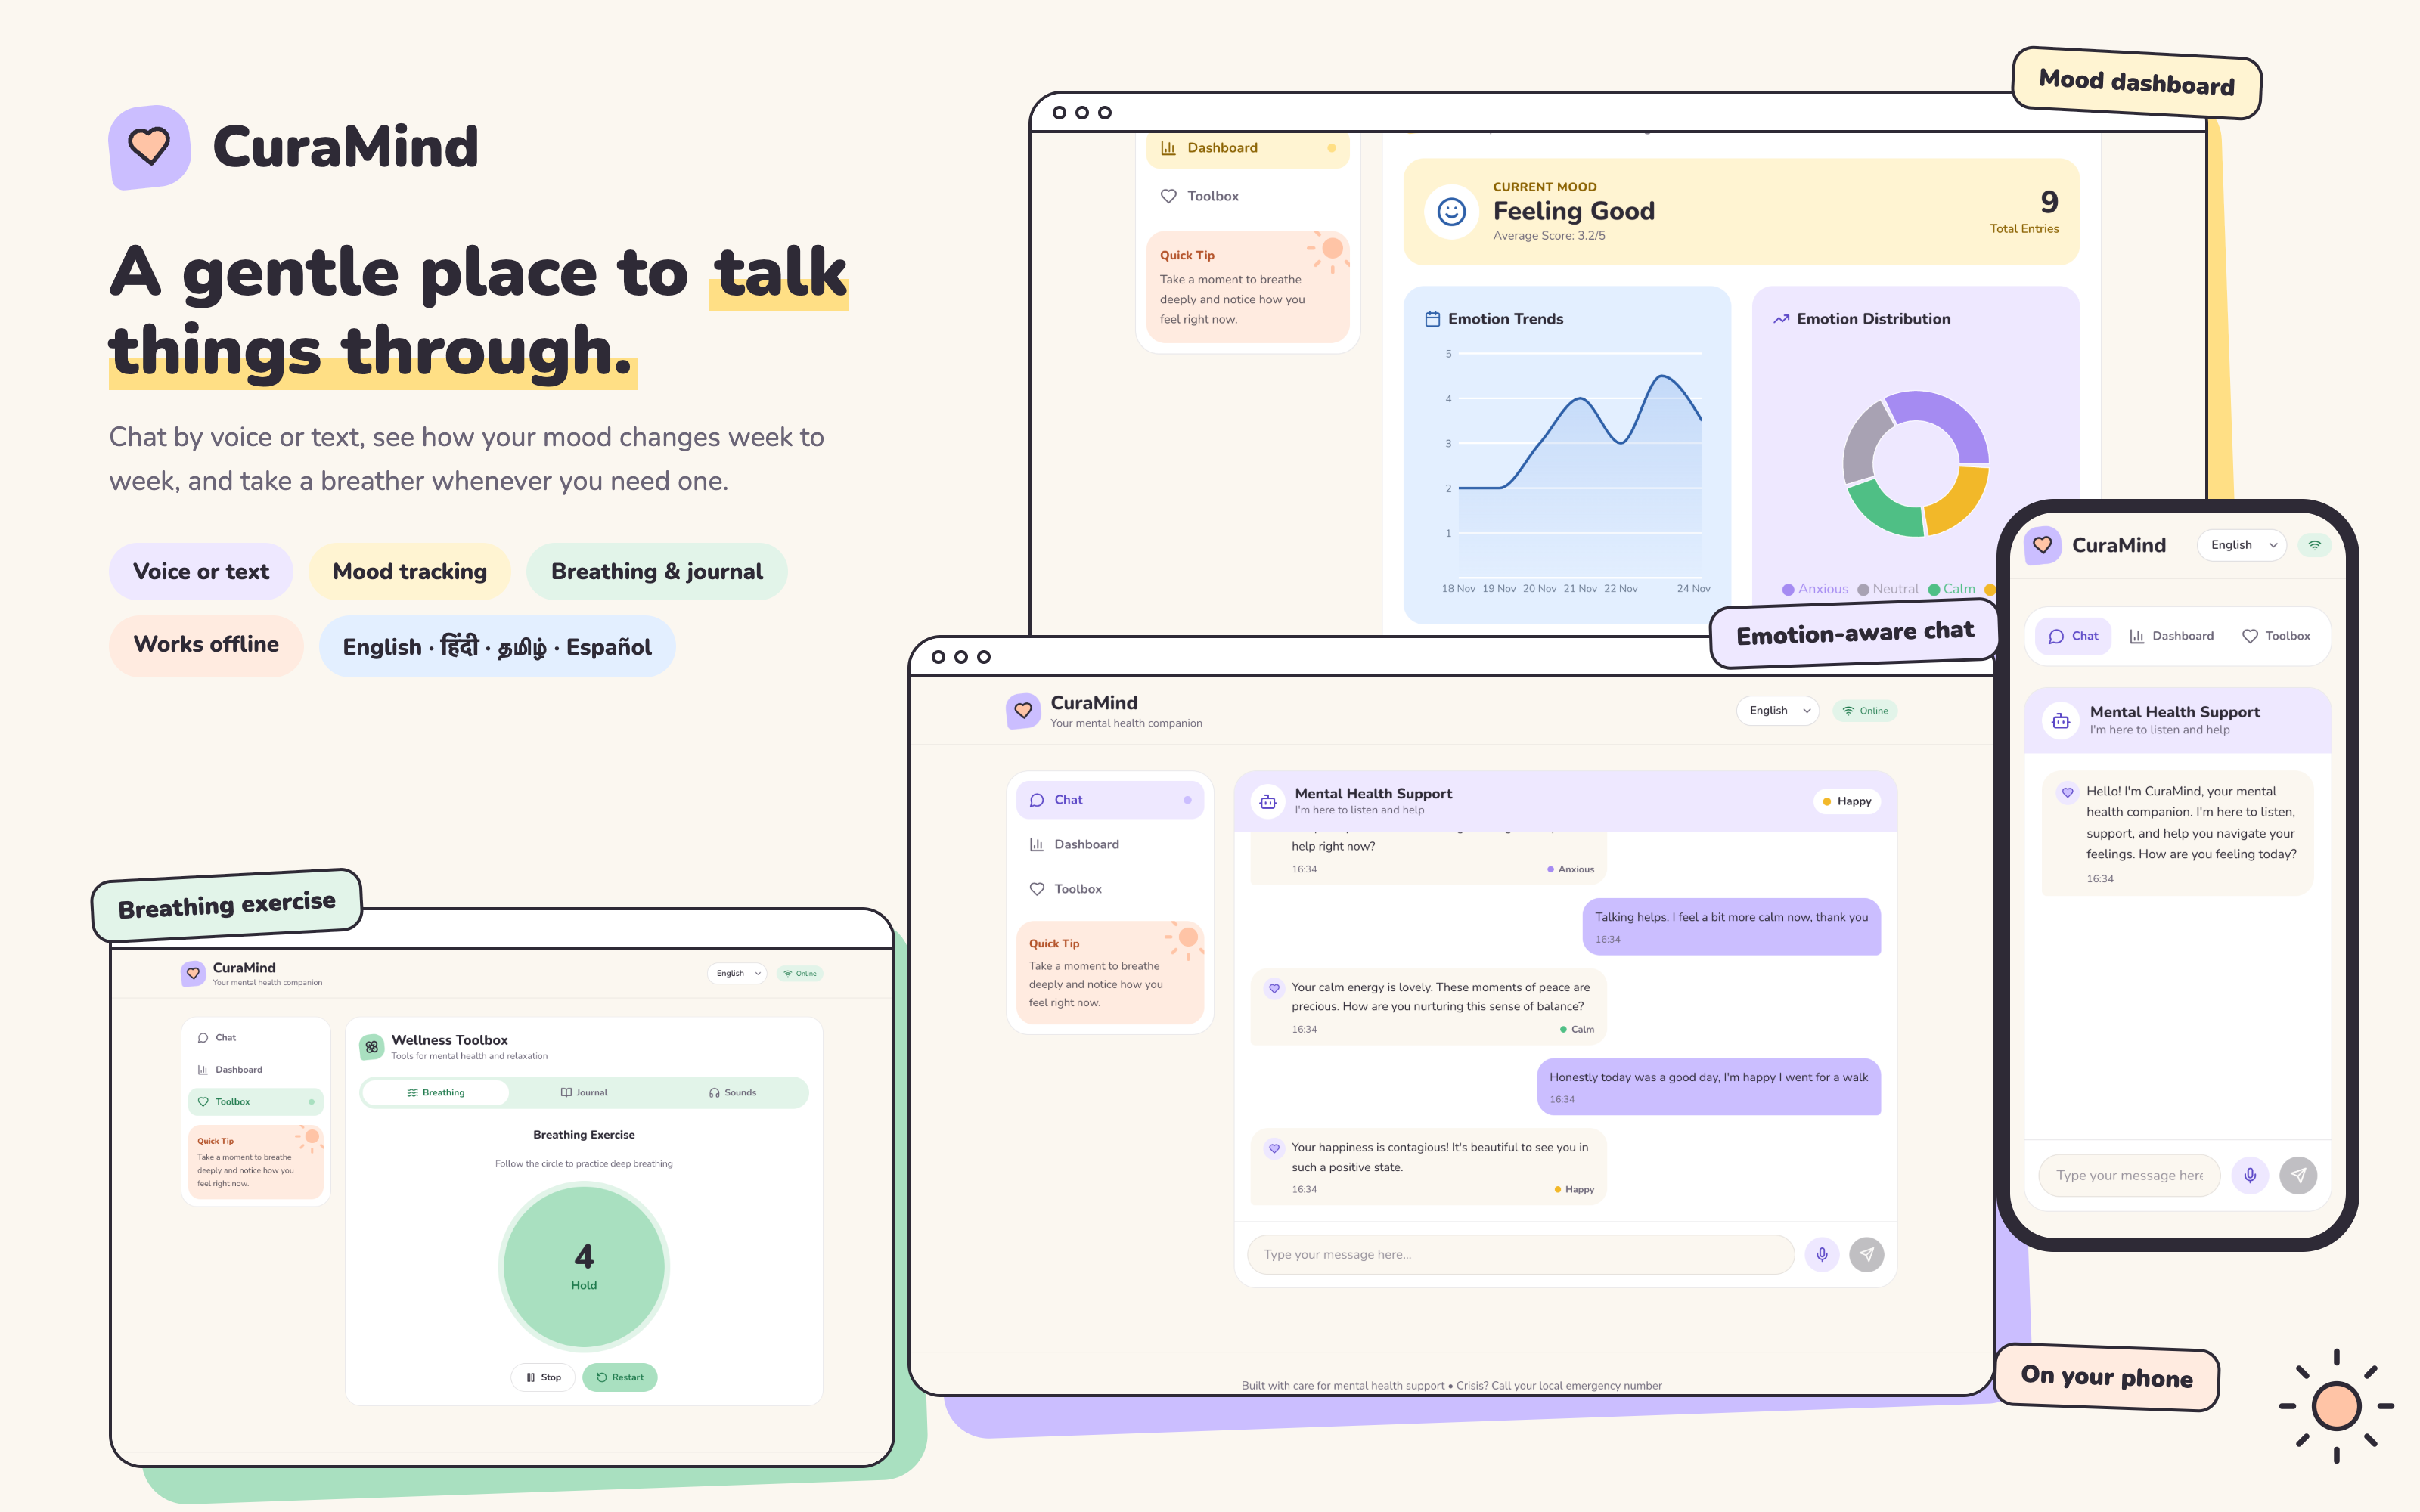 CuraMind
A gentle place to talk
things through.
Chat by voice or text, see how your mood changes week to
week, and take a breather whenever you need one.
Voice or text
Mood tracking
Breathing & journal
Works offline
English · हिंदी · தமிழ் · Español
Mood dashboard
Dashboard
Toolbox
Quick Tip
Take a moment to breathe
deeply and notice how you
feel right now.
CURRENT MOOD
Feeling Good
Average Score: 3.2/5
9
Total Entries
Emotion Trends
5
4
3
2
1
18 Nov 19 Nov 20 Nov 21 Nov 22 Nov 24 Nov
Emotion Distribution
Anxious Neutral Calm
Emotion-aware chat
CuraMind
Your mental health companion
English
Online
Chat
Dashboard
Toolbox
Quick Tip
Take a moment to breathe
deeply and notice how you
feel right now.
Mental Health Support
I'm here to listen and help
Happy
help right now?
16:34
Anxious
Talking helps. I feel a bit more calm now, thank you
16:34
Your calm energy is lovely. These moments of peace are
precious. How are you nurturing this sense of balance?
16:34
Calm
Honestly today was a good day, I'm happy I went for a walk
16:34
Your happiness is contagious! It's beautiful to see you in
such a positive state.
16:34
Happy
Type your message here...
Built with care for mental health support • Crisis? Call your local emergency number
CuraMind
English
Chat
Dashboard
Toolbox
Mental Health Support
I'm here to listen and help
Hello! I'm CuraMind, your mental
health companion. I'm here to listen,
support, and help you navigate your
feelings. How are you feeling today?
16:34
Type your message here
On your phone
Breathing exercise
CuraMind
Your mental health companion
English
Online
Chat
Dashboard
Toolbox
Quick Tip
Take a moment to breathe
deeply and notice how you
feel right now.
Wellness Toolbox
Tools for mental health and relaxation
Breathing
Journal
Sounds
Breathing Exercise
Follow the circle to practice deep breathing
4
Hold
Stop
Restart